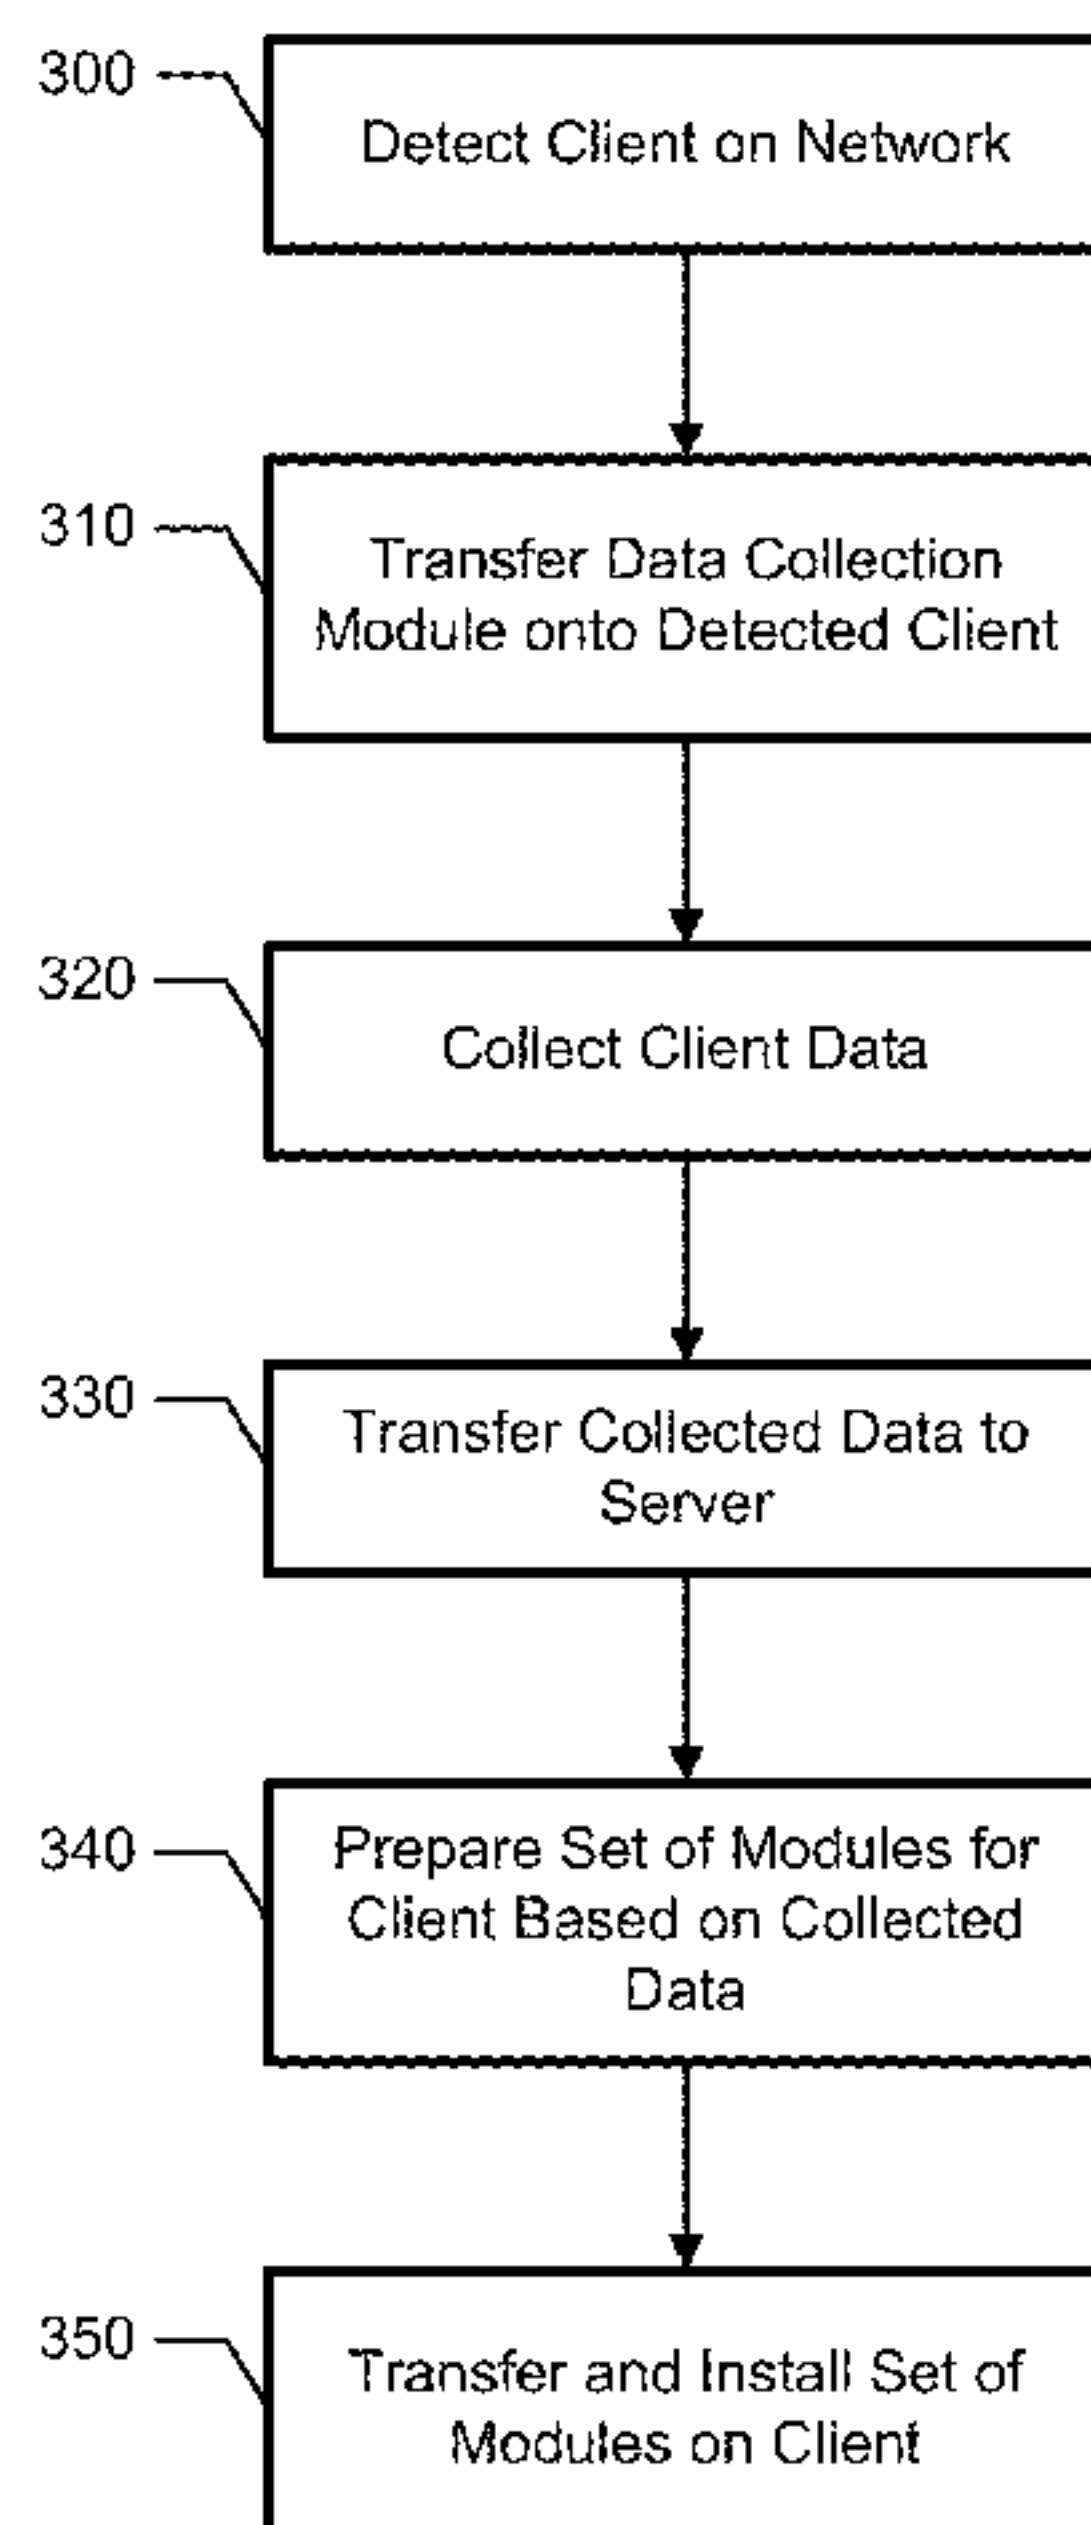 300
Detect Client on Network
310
Transfer Data Collection
Module onto Detected Client
320
Collect Client Data
330
Transfer Collected Data to
Server
340
Prepare Set of Modules for
Client Based on Collected
Data
350
Transfer and Install Set of
Modules on Client